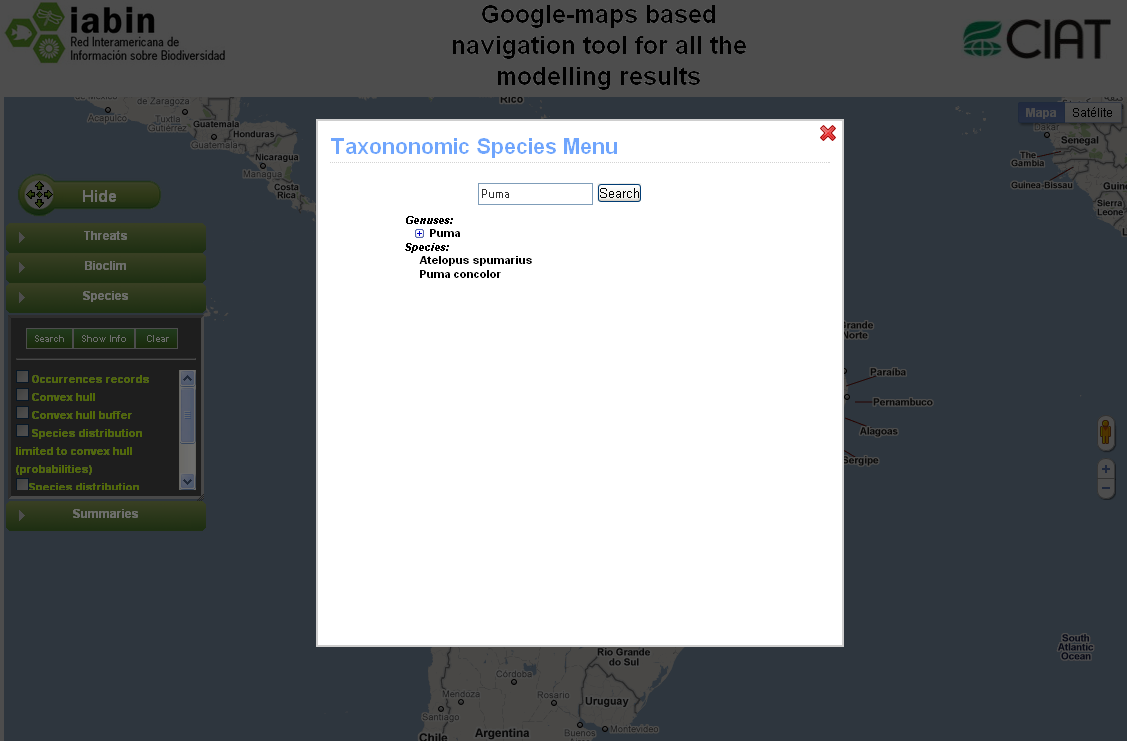 iabin
Red Interamericana de
Información sobre Biodiversidad
Google-maps based
navigation tool for all the
modelling results
CIAT
Rico
de Zaragoza
Acapulco
Tuxtla
Gutiérrez
Guatemala
Guatemala
Honduras
Nicaragua
Managua
Costa
Rica
Mapa
Satélite
Dakar
Senegal
The
Gambia
Guinea-Bissau
Guin
Sierra
Leone
Hide
Threats
Bioclim
Species
Search
Show Info
Clear
Occurrences records
Convex hull
Convex hull buffer
Species distribution
limited to convex hull
(probabilities)
Species distribution
Summaries
Taxononomic Species Menu
Puma
Search
Genuses:
Puma
Species:
Atelopus spumarius
Puma concolor
Grande
Norte
Paraíba
Pernambuco
Alagoas
Sergipe
South
Atlantic
Ocean
Rio Grande
do Sul
Córdoba
Mendoza
Rosario
Uruguay
Santiago
Buenos
Montevideo
Chile
Argentina